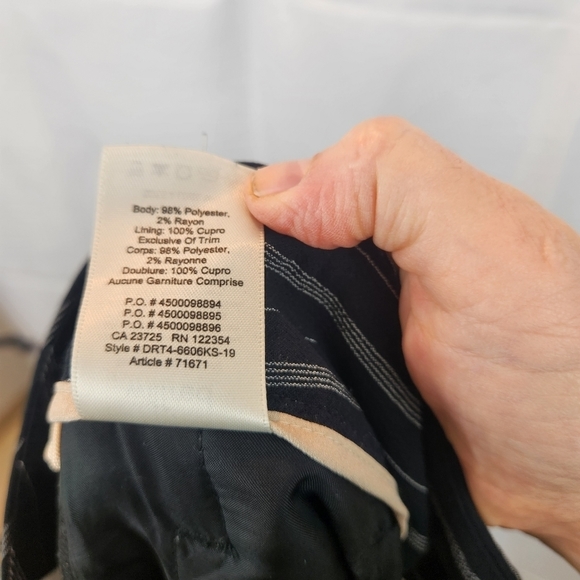 Body: 98% Polyester,
2% Rayon
Lining: 100% Cupro
Exclusive Of Trim
Corps: 98% Polyester,
2% Rayonne
Doublure: 100% Cupro
Aucune Garniture Comprise
P.O. # 4500098894
P.O. # 4500098895
P.O. # 4500098896
CA 23725 RN 122354
Style # DRT4-6606KS-19
Article # 71671